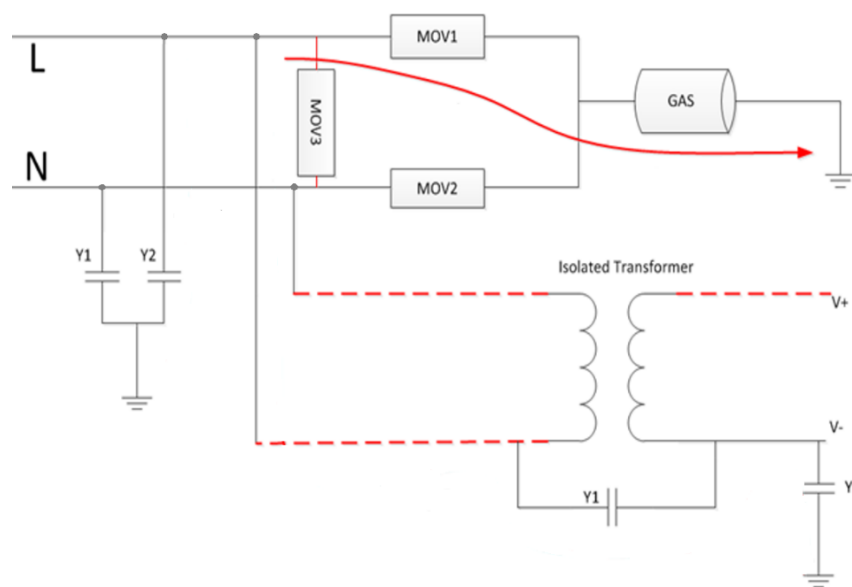 MOV1
L
GAS
MOV3
N
MOV2
Y1
Y2
Isolated Transformer
V+
V-
Y1
Y